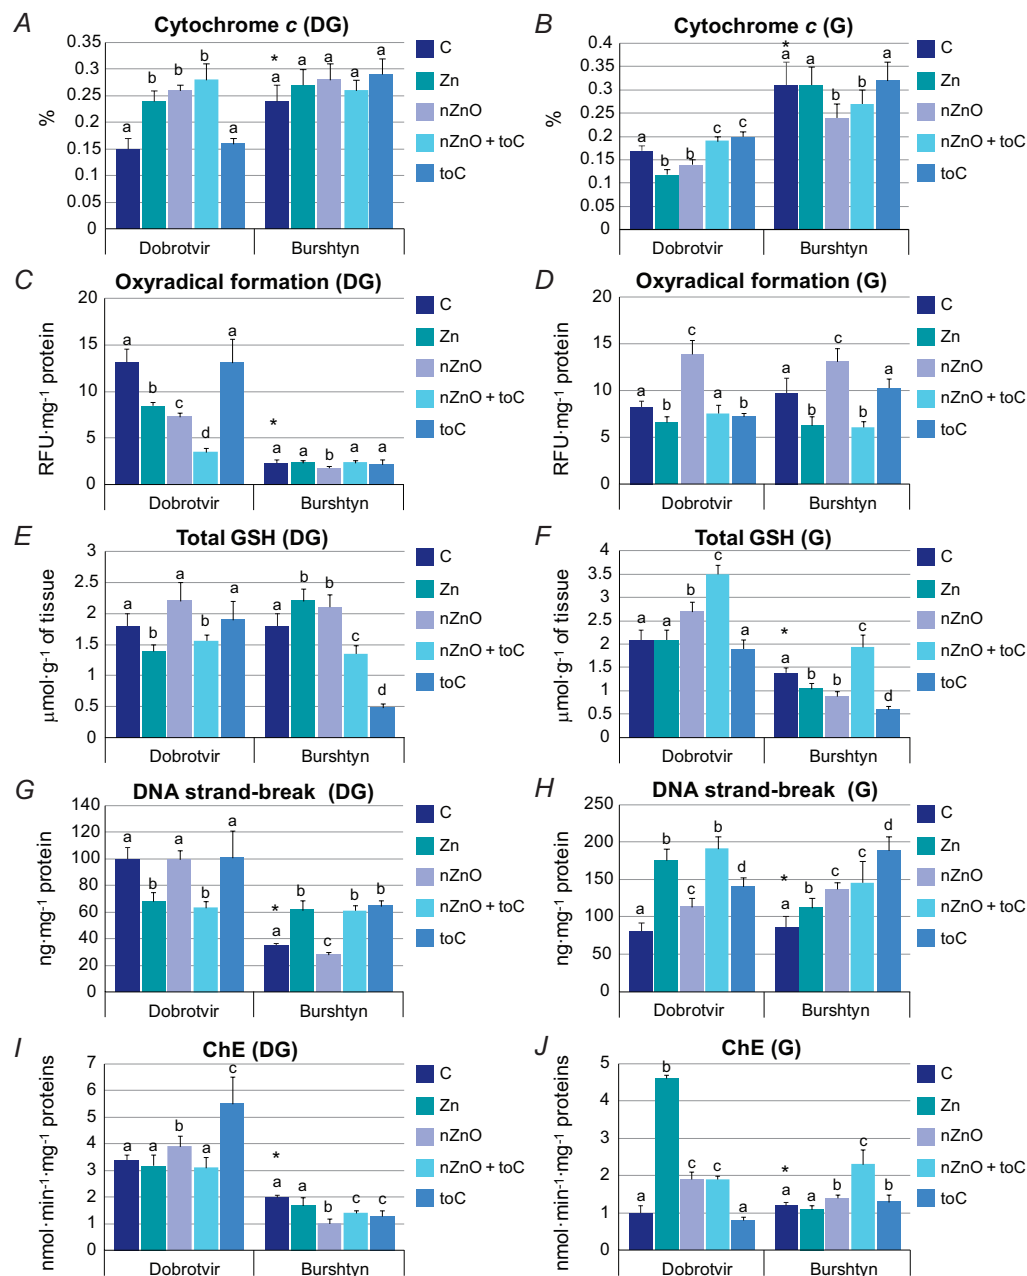 A Cytochrome c (DG)
0.35
0.3
0.25
0.2
0.15
0.1
0.05
0
%
a b b b a * a a a a a
Dobrotvir Burshtyn
C
Zn
nZnO
nZnO + toC
toC
B Cytochrome c (G)
0.4
0.35
0.3
0.25
0.2
0.15
0.1
0.05
0
%
a b b c c * a a b b a
Dobrotvir Burshtyn
C
Zn
nZnO
nZnO + toC
toC
C Oxyradical formation (DG)
20
15
10
5
0
RFU·mg-1 protein
a b c d a * a a b a a
Dobrotvir Burshtyn
C
Zn
nZnO
nZnO + toC
toC
D Oxyradical formation (G)
20
15
10
5
0
RFU·mg-1 protein
a b c a b a b c b a
Dobrotvir Burshtyn
C
Zn
nZnO
nZnO + toC
toC
E Total GSH (DG)
3
2.5
2
1.5
1
0.5
0
µmol·g-1 of tissue
a b a b a a b b c d
Dobrotvir Burshtyn
C
Zn
nZnO
nZnO + toC
toC
F Total GSH (G)
4
3.5
3
2.5
2
1.5
1
0.5
0
µmol·g-1 of tissue
a a b c a * a b b c d
Dobrotvir Burshtyn
C
Zn
nZnO
nZnO + toC
toC
G DNA strand-break (DG)
140
120
100
80
60
40
20
0
ng·mg-1 protein
a b a b a * a b c b b
Dobrotvir Burshtyn
C
Zn
nZnO
nZnO + toC
toC
H DNA strand-break (G)
250
200
150
100
50
0
ng·mg-1 protein
a b c b d * a b c c d
Dobrotvir Burshtyn
C
Zn
nZnO
nZnO + toC
toC
I ChE (DG)
7
6
5
4
3
2
1
0
nmol·min-1·mg-1 proteins
a a b a c * a a b c c
Dobrotvir Burshtyn
C
Zn
nZnO
nZnO + toC
toC
J ChE (G)
5
4
3
2
1
0
nmol·min-1·mg-1 proteins
a b c c a * a a b c b
Dobrotvir Burshtyn
C
Zn
nZnO
nZnO + toC
toC